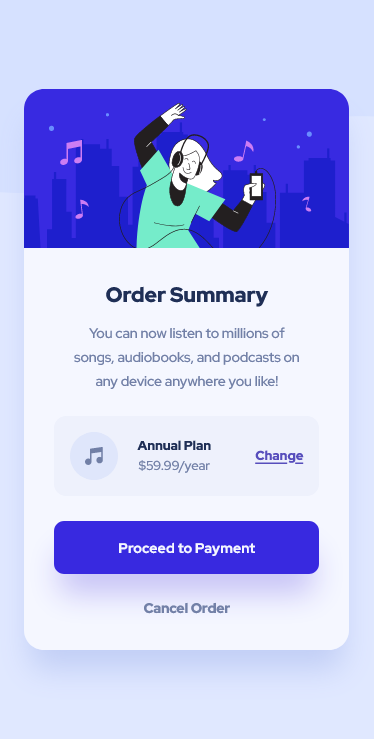 Order Summary
You can now listen to millions of
songs, audiobooks, and podcasts on
any device anywhere you like!
Annual Plan
$59.99/year
Change
Proceed to Payment
Cancel Order